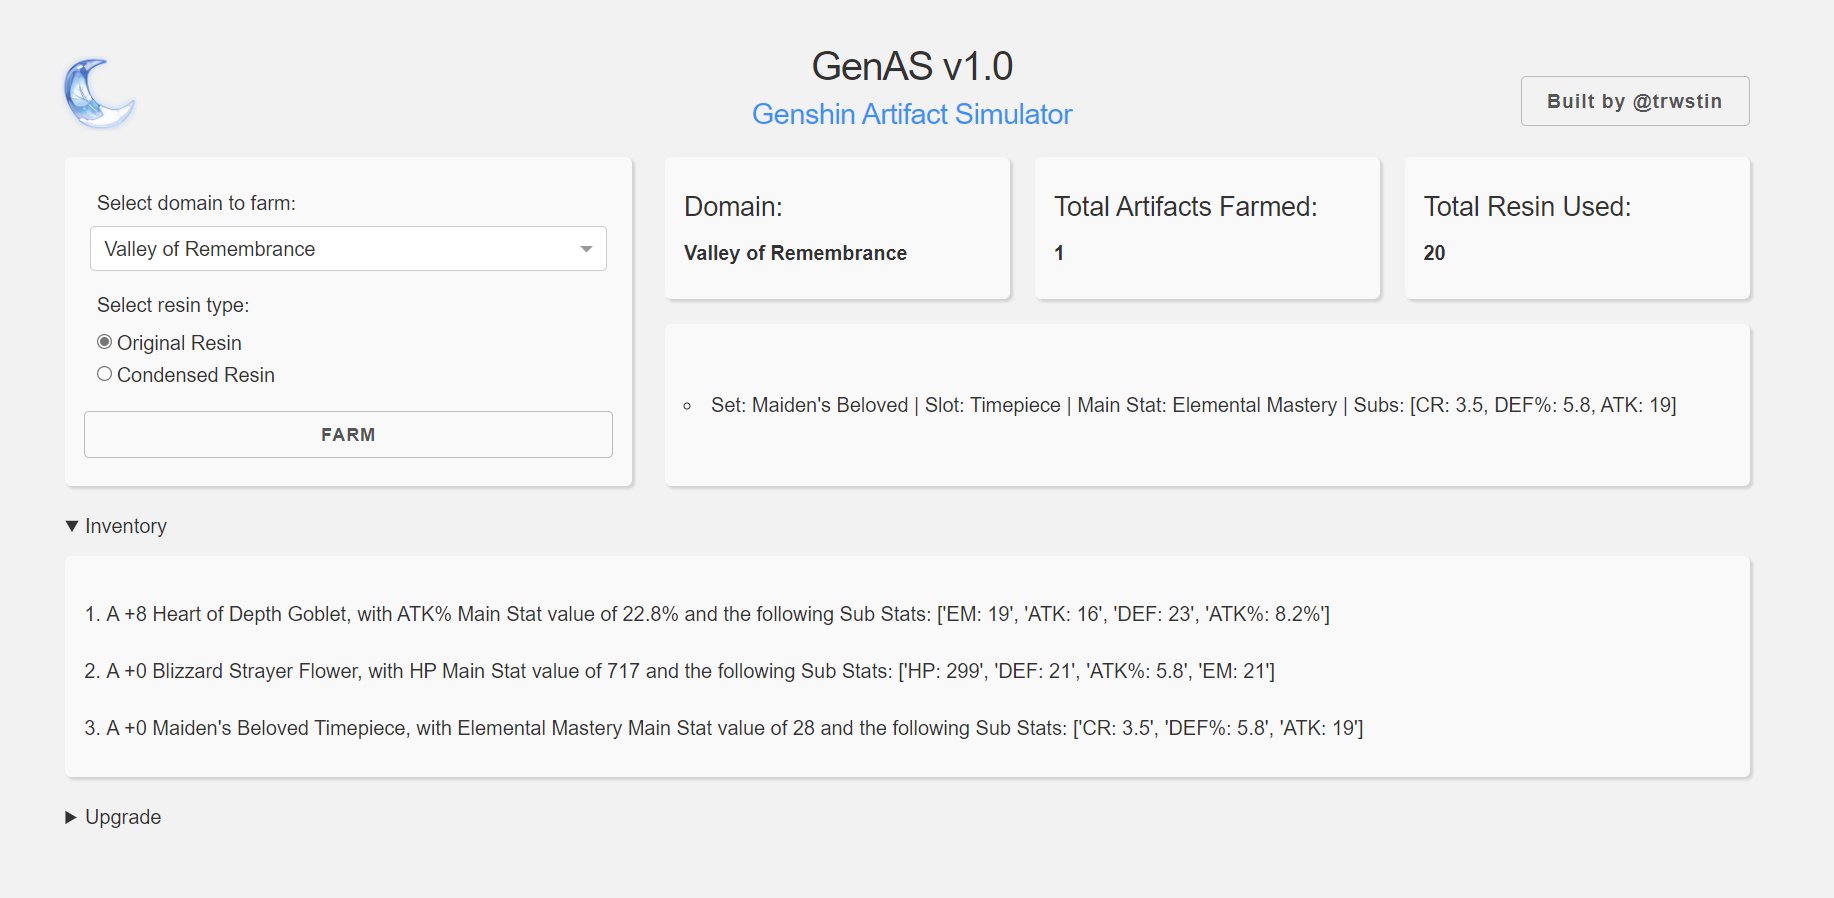 GenAS v1.0
Genshin Artifact Simulator
Built by @trwstin
Select domain to farm:
Valley of Remembrance
Select resin type:
Original Resin
Condensed Resin
FARM
Domain:
Valley of Remembrance
Total Artifacts Farmed:
1
Total Resin Used:
20
Set: Maiden's Beloved | Slot: Timepiece | Main Stat: Elemental Mastery | Subs: [CR: 3.5, DEF%: 5.8, ATK: 19]
Inventory
1. A +8 Heart of Depth Goblet, with ATK% Main Stat value of 22.8% and the following Sub Stats: ['EM: 19', 'ATK: 16', 'DEF: 23', 'ATK%: 8.2%']
2. A +0 Blizzard Strayer Flower, with HP Main Stat value of 717 and the following Sub Stats: ['HP: 299', 'DEF: 21', 'ATK%: 5.8', 'EM: 21']
3. A +0 Maiden's Beloved Timepiece, with Elemental Mastery Main Stat value of 28 and the following Sub Stats: ['CR: 3.5', 'DEF%: 5.8', 'ATK: 19']
Upgrade